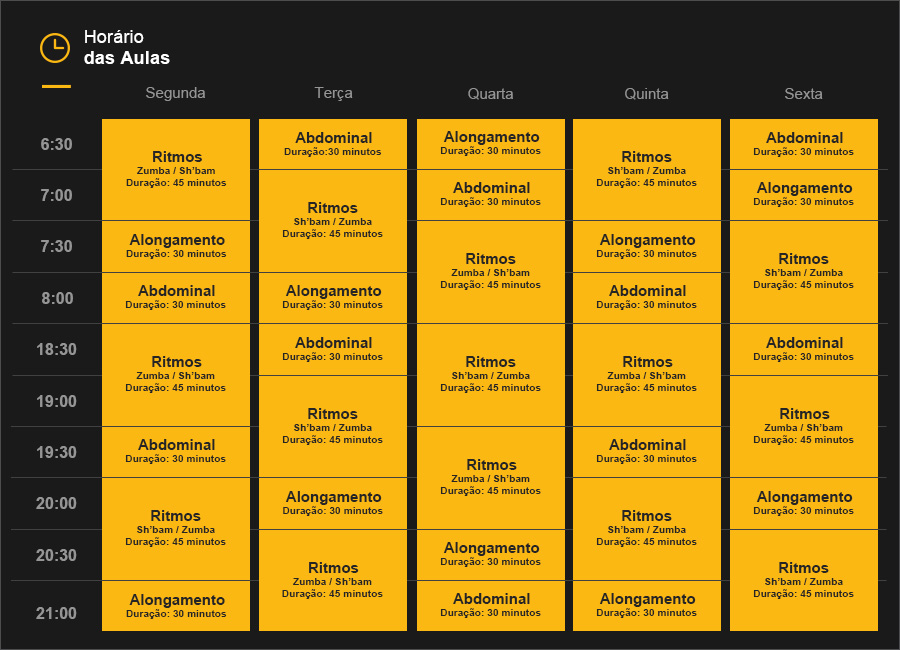 Horário
das Aulas
Segunda Terça Quarta Quinta Sexta
6:30
7:00
7:30
8:00
18:30
19:00
19:30
20:00
20:30
21:00
Ritmos
Zumba / Sh'bam
Duração: 45 minutos
Alongamento
Duração: 30 minutos
Abdominal
Duração: 30 minutos
Ritmos
Zumba / Sh'bam
Duração: 45 minutos
Abdominal
Duração: 30 minutos
Ritmos
Sh'bam / Zumba
Duração: 45 minutos
Alongamento
Duração: 30 minutos
Abdominal
Duração:30 minutos
Ritmos
Sh'bam / Zumba
Duração: 45 minutos
Alongamento
Duração: 30 minutos
Abdominal
Duração: 30 minutos
Ritmos
Sh'bam / Zumba
Duração: 45 minutos
Alongamento
Duração: 30 minutos
Ritmos
Zumba / Sh'bam
Duração: 45 minutos
Alongamento
Duração: 30 minutos
Abdominal
Duração: 30 minutos
Ritmos
Zumba / Sh'bam
Duração: 45 minutos
Ritmos
Sh'bam / Zumba
Duração: 45 minutos
Ritmos
Zumba / Sh'bam
Duração: 45 minutos
Alongamento
Duração: 30 minutos
Abdominal
Duração: 30 minutos
Ritmos
Sh'bam / Zumba
Duração: 45 minutos
Alongamento
Duração: 30 minutos
Abdominal
Duração: 30 minutos
Ritmos
Zumba / Sh'bam
Duração: 45 minutos
Abdominal
Duração: 30 minutos
Ritmos
Sh'bam / Zumba
Duração: 45 minutos
Alongamento
Duração: 30 minutos
Abdominal
Duração: 30 minutos
Alongamento
Duração: 30 minutos
Ritmos
Sh'bam / Zumba
Duração: 45 minutos
Abdominal
Duração: 30 minutos
Ritmos
Zumba / Sh'bam
Duração: 45 minutos
Alongamento
Duração: 30 minutos
Ritmos
Sh'bam / Zumba
Duração: 45 minutos